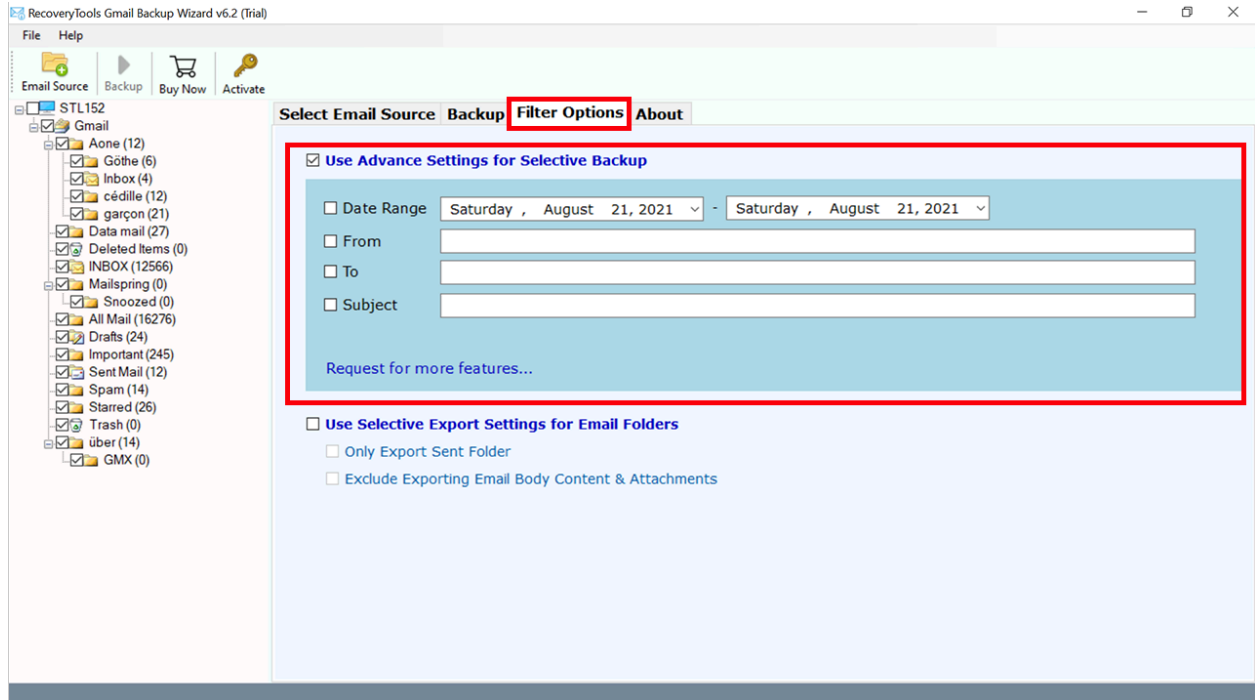 RecoveryTools Gmail Backup Wizard v6.2 (Trial)
File Help
Email Source Backup Buy Now Activate
STL152
Gmail
Aone (12)
Göthe (6)
Inbox (4)
cédille (12)
garçon (21)
Data mail (27)
Deleted Items (0)
INBOX (12566)
Mailspring (0)
Snoozed (0)
All Mail (16276)
Drafts (24)
Important (245)
Sent Mail (12)
Spam (14)
Starred (26)
Trash (0)
über (14)
GMX (0)
Select Email Source Backup Filter Options About
Use Advance Settings for Selective Backup
Date Range Saturday , August 21, 2021 - Saturday , August 21, 2021
From
To
Subject
Request for more features...
Use Selective Export Settings for Email Folders
Only Export Sent Folder
Exclude Exporting Email Body Content & Attachments